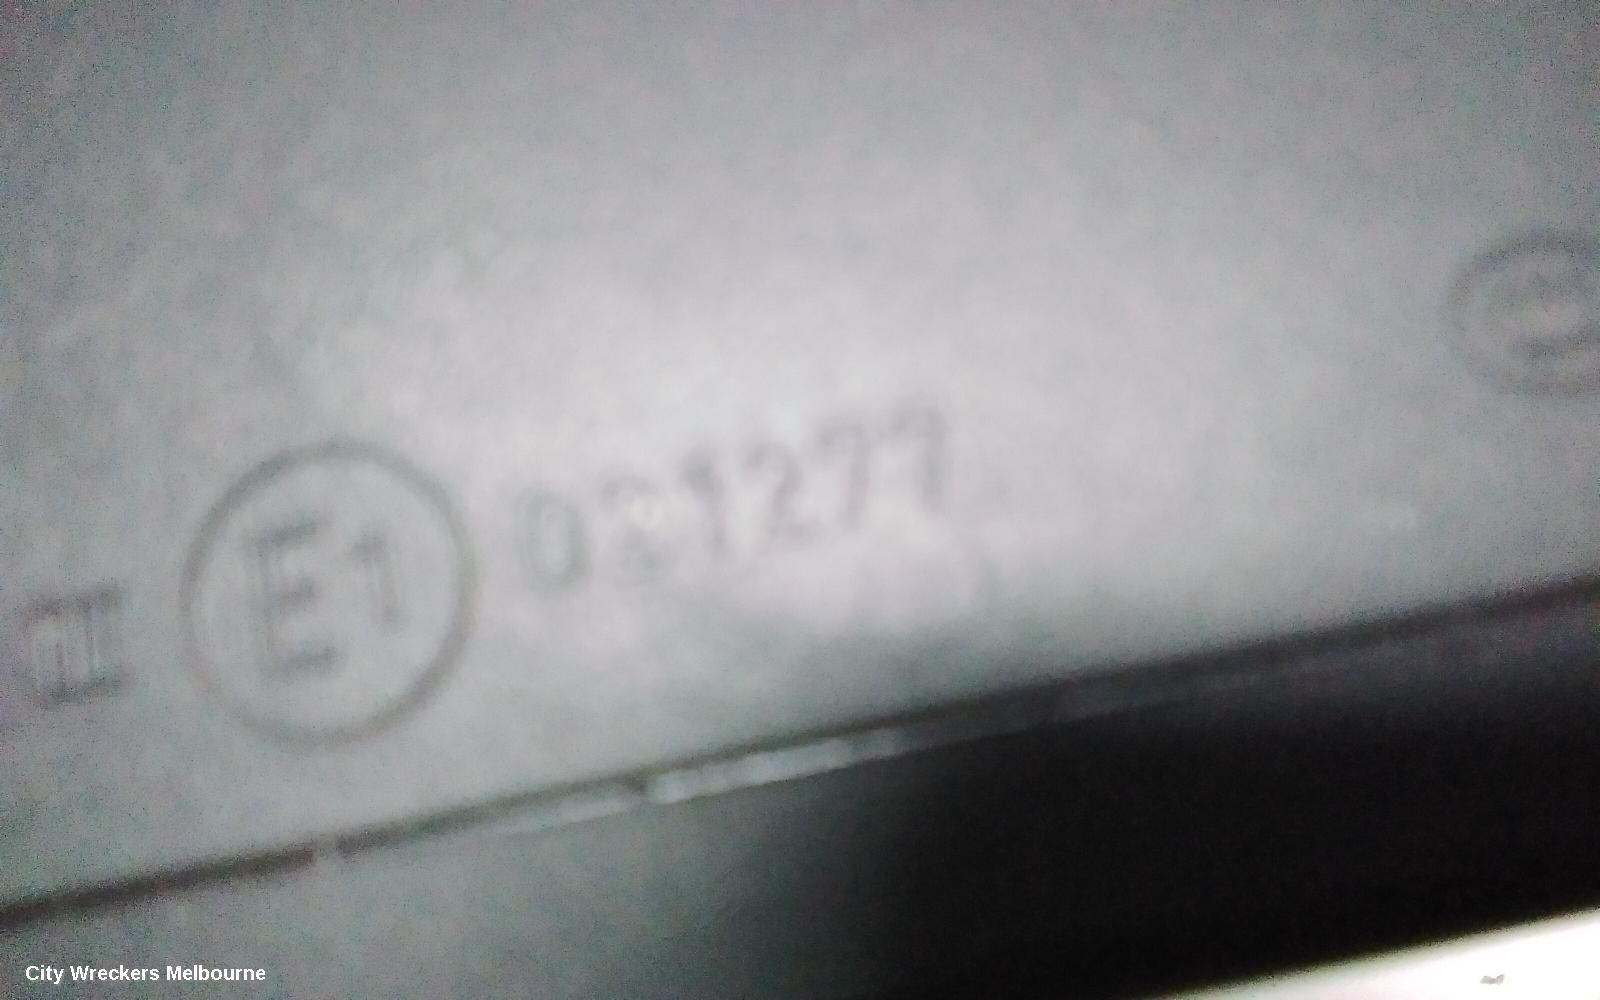 III E1 021277
City Wreckers Melbourne